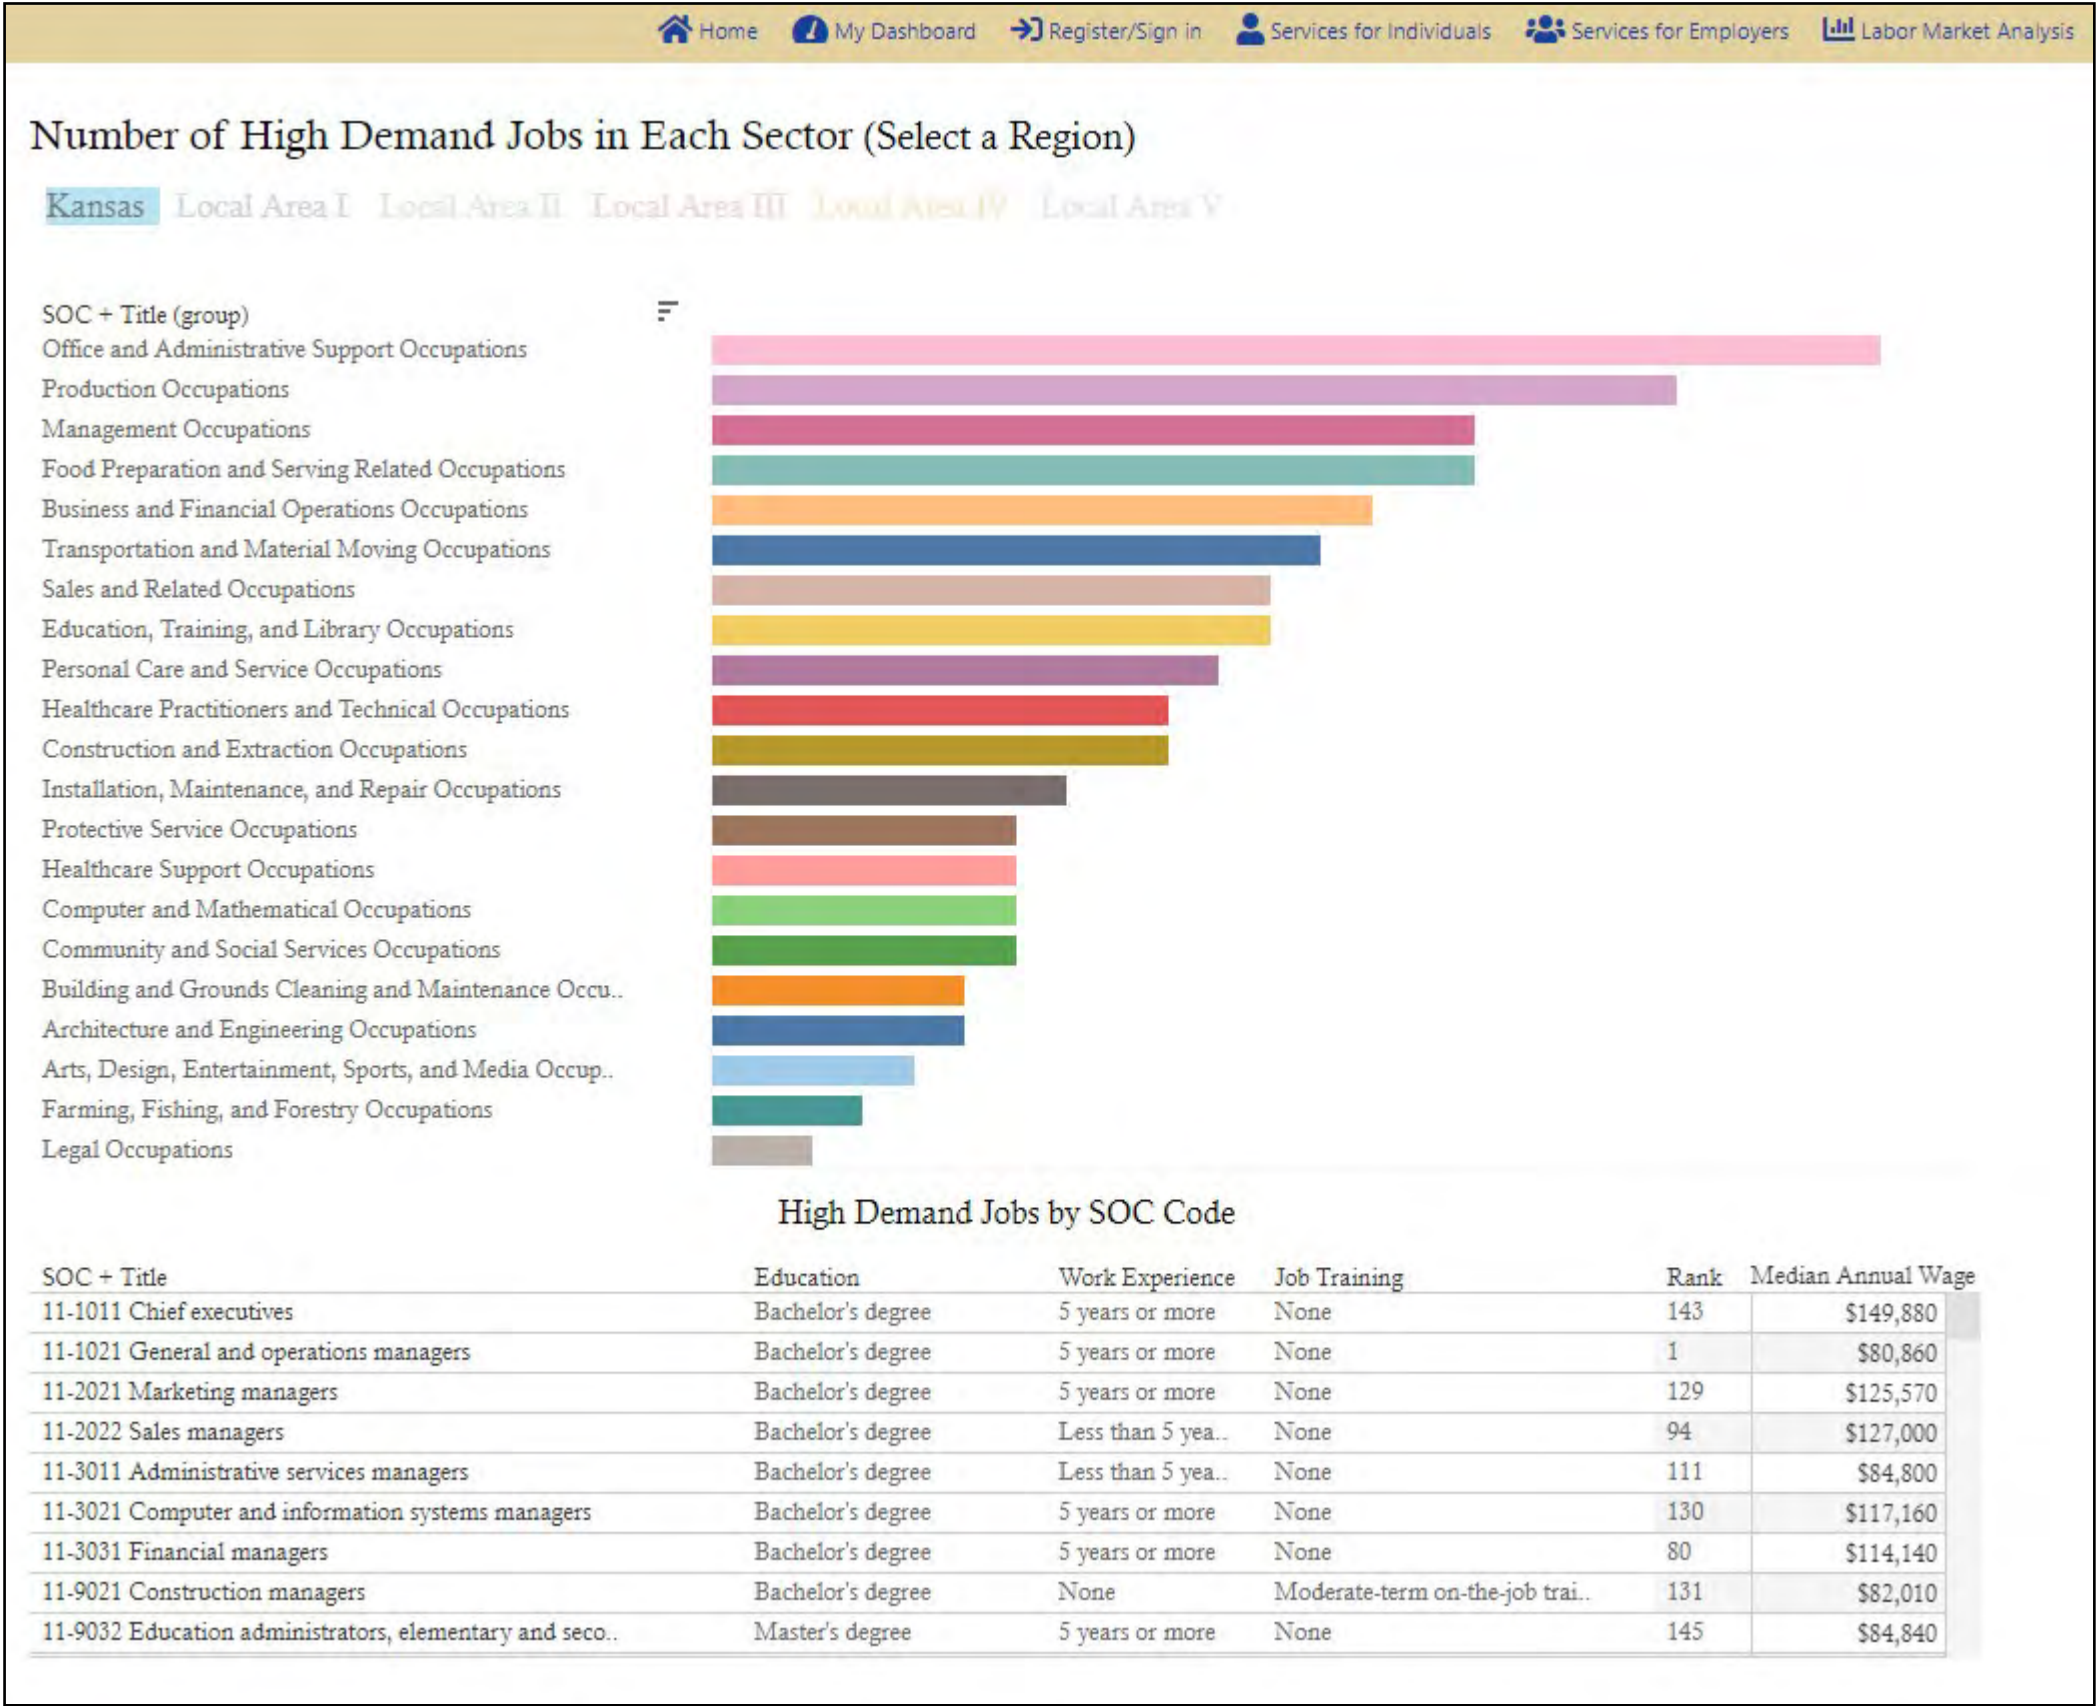 Home My Dashboard Register/Sign in Services for Individuals Services for Employers Labor Market Analysis
Number of High Demand Jobs in Each Sector (Select a Region)
Kansas Local Area I Local Area II Local Area III Local Area IV Local Area V
SOC + Title (group)
Office and Administrative Support Occupations
Production Occupations
Management Occupations
Food Preparation and Serving Related Occupations
Business and Financial Operations Occupations
Transportation and Material Moving Occupations
Sales and Related Occupations
Education, Training, and Library Occupations
Personal Care and Service Occupations
Healthcare Practitioners and Technical Occupations
Construction and Extraction Occupations
Installation, Maintenance, and Repair Occupations
Protective Service Occupations
Healthcare Support Occupations
Computer and Mathematical Occupations
Community and Social Services Occupations
Building and Grounds Cleaning and Maintenance Occu..
Architecture and Engineering Occupations
Arts, Design, Entertainment, Sports, and Media Occup..
Farming, Fishing, and Forestry Occupations
Legal Occupations
High Demand Jobs by SOC Code
SOC + Title Education Work Experience Job Training Rank Median Annual Wage
11-1011 Chief executives Bachelor's degree 5 years or more None 143 $149,880
11-1021 General and operations managers Bachelor's degree 5 years or more None 1 $80,860
11-2021 Marketing managers Bachelor's degree 5 years or more None 129 $125,570
11-2022 Sales managers Bachelor's degree Less than 5 yea.. None 94 $127,000
11-3011 Administrative services managers Bachelor's degree Less than 5 yea.. None 111 $84,800
11-3021 Computer and information systems managers Bachelor's degree 5 years or more None 130 $117,160
11-3031 Financial managers Bachelor's degree 5 years or more None 80 $114,140
11-9021 Construction managers Bachelor's degree None Moderate-term on-the-job trai.. 131 $82,010
11-9032 Education administrators, elementary and seco.. Master's degree 5 years or more None 145 $84,840